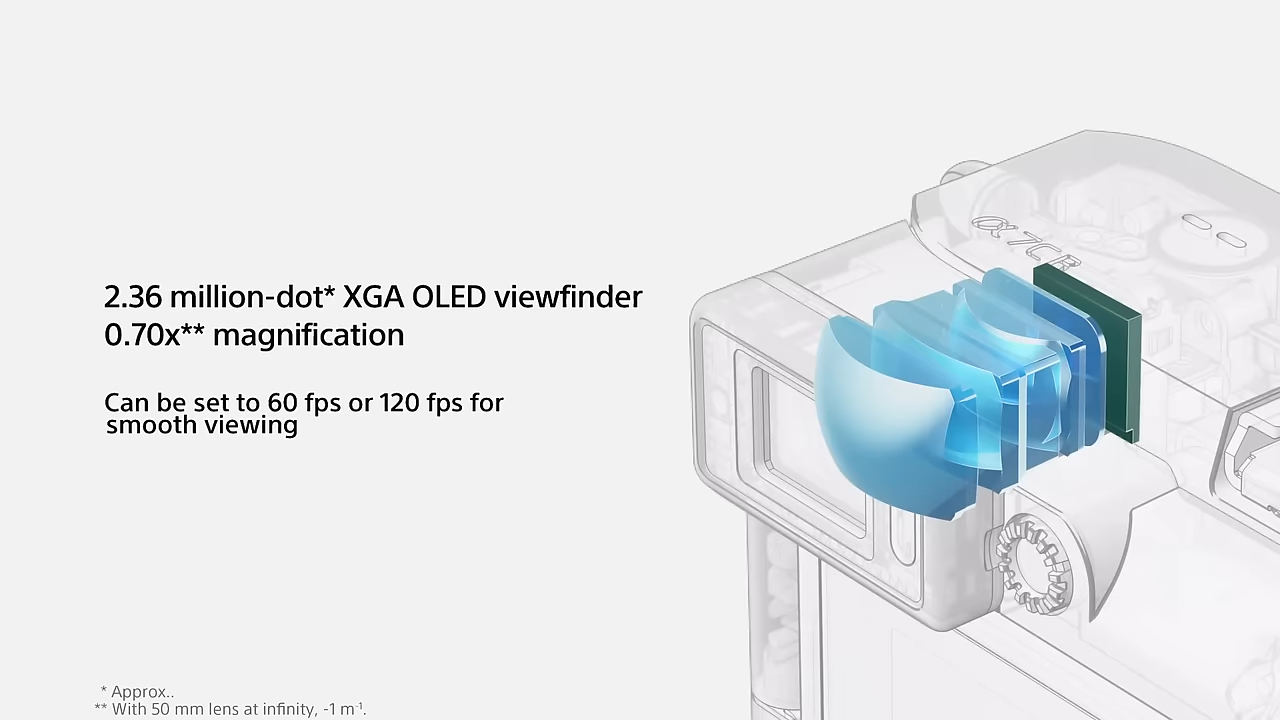 2.36 million-dot* XGA OLED viewfinder
0.70x** magnification
Can be set to 60 fps or 120 fps for
smooth viewing
α7CR
* Approx..
** With 50 mm lens at infinity, -1 m⁻¹.